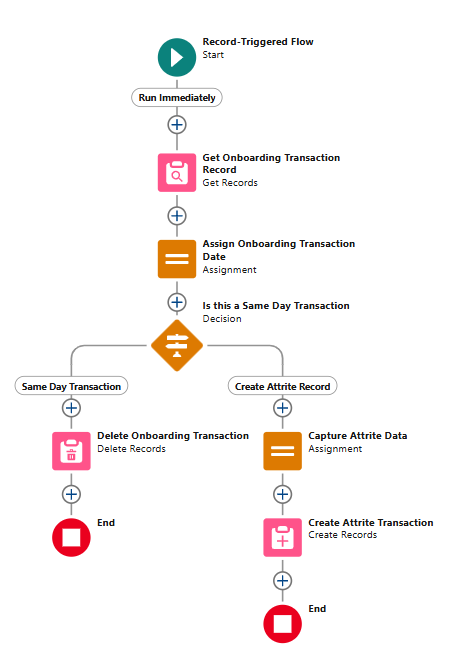 Record-Triggered Flow
Start
Run Immediately
Get Onboarding Transaction
Record
Get Records
Assign Onboarding Transaction
Date
Assignment
Is this a Same Day Transaction
Decision
Same Day Transaction
Create Attrite Record
Delete Onboarding Transaction
Delete Records
Capture Attrite Data
Assignment
End
Create Attrite Transaction
Create Records
End